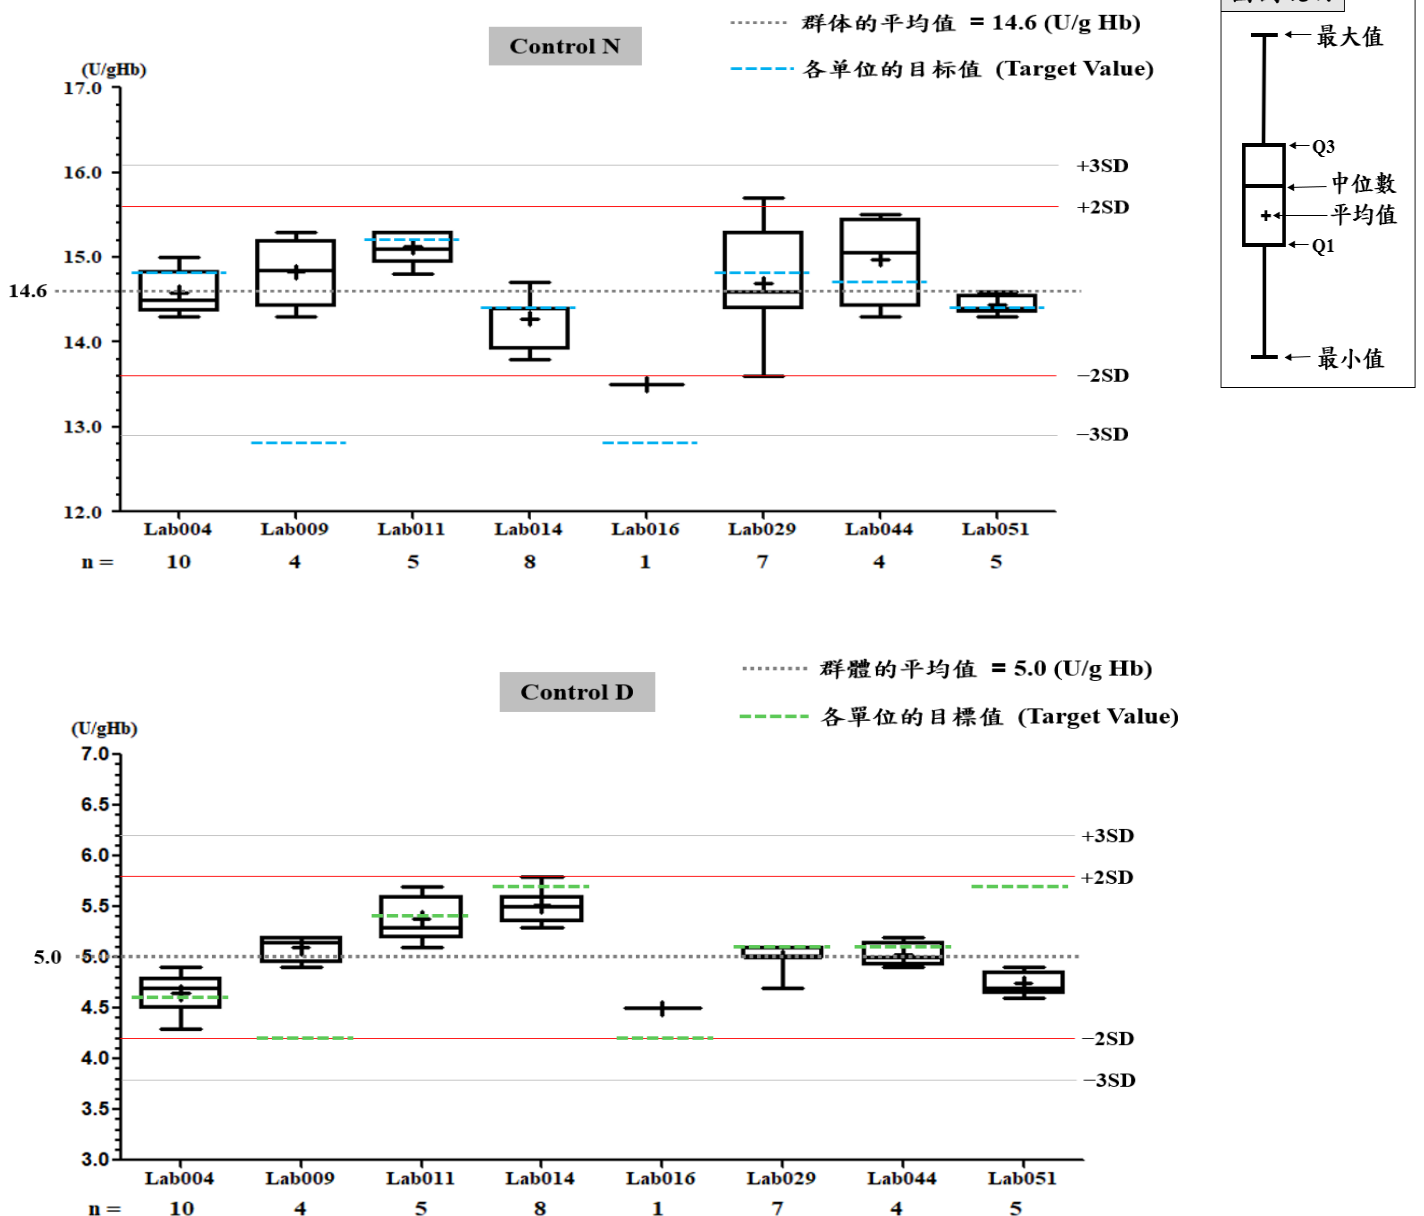 Control N
群体的平均值 = 14.6 (U/g Hb)
各單位的目标值 (Target Value)
(U/gHb)
17.0
16.0
15.0
14.6
14.0
13.0
12.0
+3SD
+2SD
−2SD
−3SD
Lab004 Lab009 Lab011 Lab014 Lab016 Lab029 Lab044 Lab051
n = 10 4 5 8 1 7 4 5
最大值
Q3
中位數
平均值
Q1
最小值
Control D
群體的平均值 = 5.0 (U/g Hb)
各單位的目標值 (Target Value)
(U/gHb)
7.0
6.5
6.0
5.5
5.0 5.0
4.5
4.0
3.5
3.0
+3SD
+2SD
−2SD
−3SD
Lab004 Lab009 Lab011 Lab014 Lab016 Lab029 Lab044 Lab051
n = 10 4 5 8 1 7 4 5